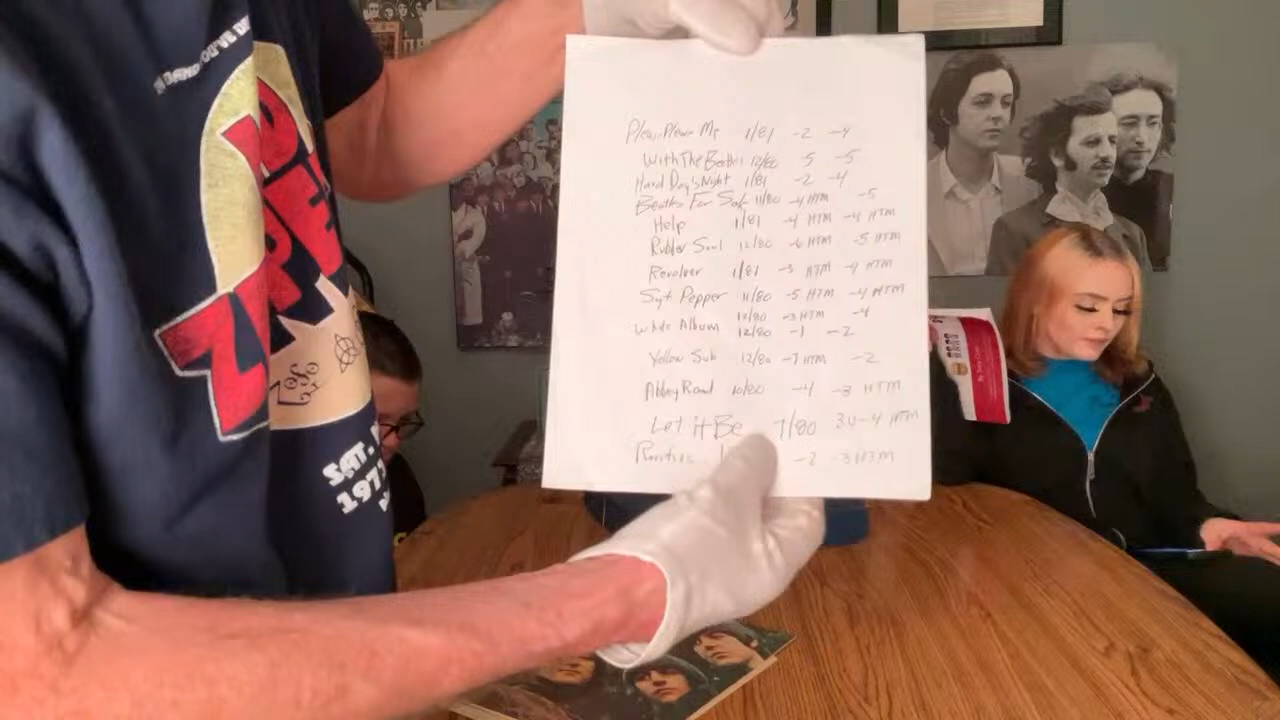 Please Please Me 1/81 -2 -4
With The Beatles 12/80 -5 -5
Hard Day's Night 1/81 -2 -4
Beatles For Sale 11/80 -4 HTM -5
Help 1/81 -4 HTM -4 HTM
Rubber Soul 12/80 -6 HTM -5 HTM
Revolver 1/81 -3 HTM -4 HTM
Sgt Pepper 11/80 -5 HTM -4 HTM
12/80 -3 HTM -4
White Album 12/80 -1 -2
Yellow Sub 12/80 -7 HTM -2
Abbey Road 10/80 -4 -3 HTM
Let it Be 7/80 3U -4 HTM
Rarities -2 -3 HTM
SAT.